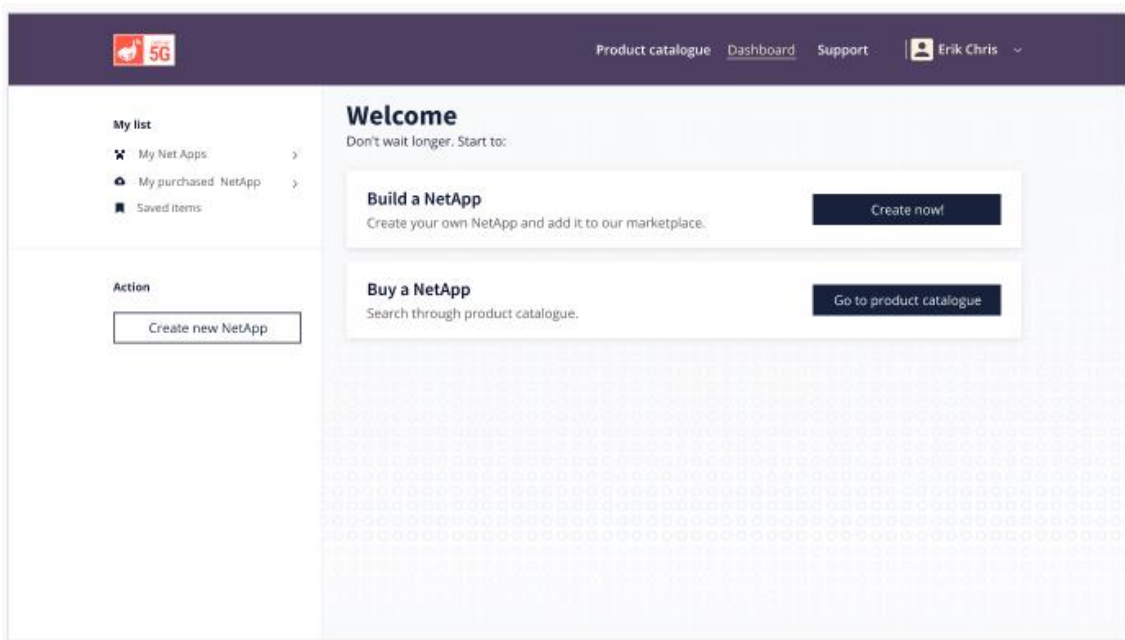 5G
Product catalogue Dashboard Support Erik Chris
My list
My Net Apps
My purchased NetApp
Saved items
Action
Create new NetApp
Welcome
Don't wait longer. Start to:
Build a NetApp
Create your own NetApp and add it to our marketplace.
Create now!
Buy a NetApp
Search through product catalogue.
Go to product catalogue